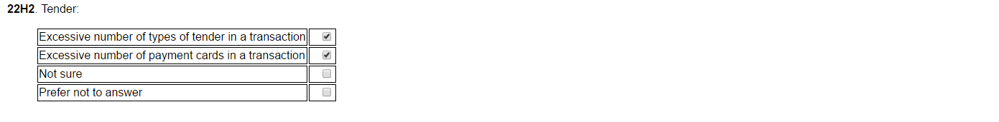 22H2. Tender:
Excessive number of types of tender in a transaction
Excessive number of payment cards in a transaction
Not sure
Prefer not to answer